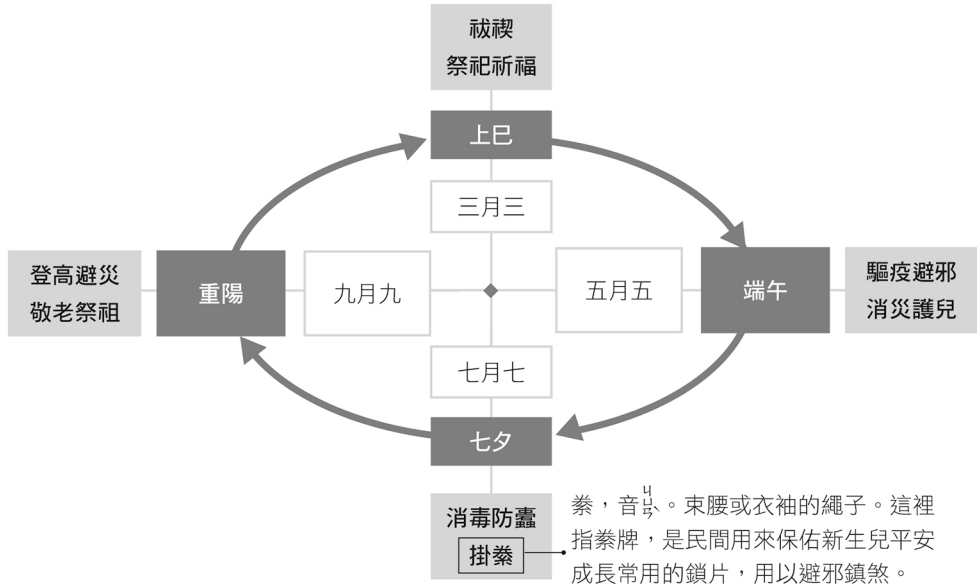 祓禊
祭祀祈福
上巳
三月三
登高避災
敬老祭祖
重陽
九月九
五月五
端午
驅疫避邪
消災護兒
七月七
七夕
消毒防蠹
掛絭
絭，音ㄐㄩㄢˋ。束腰或衣袖的繩子。這裡
指絭牌，是民間用來保佑新生兒平安
成長常用的鎖片，用以避邪鎮煞。